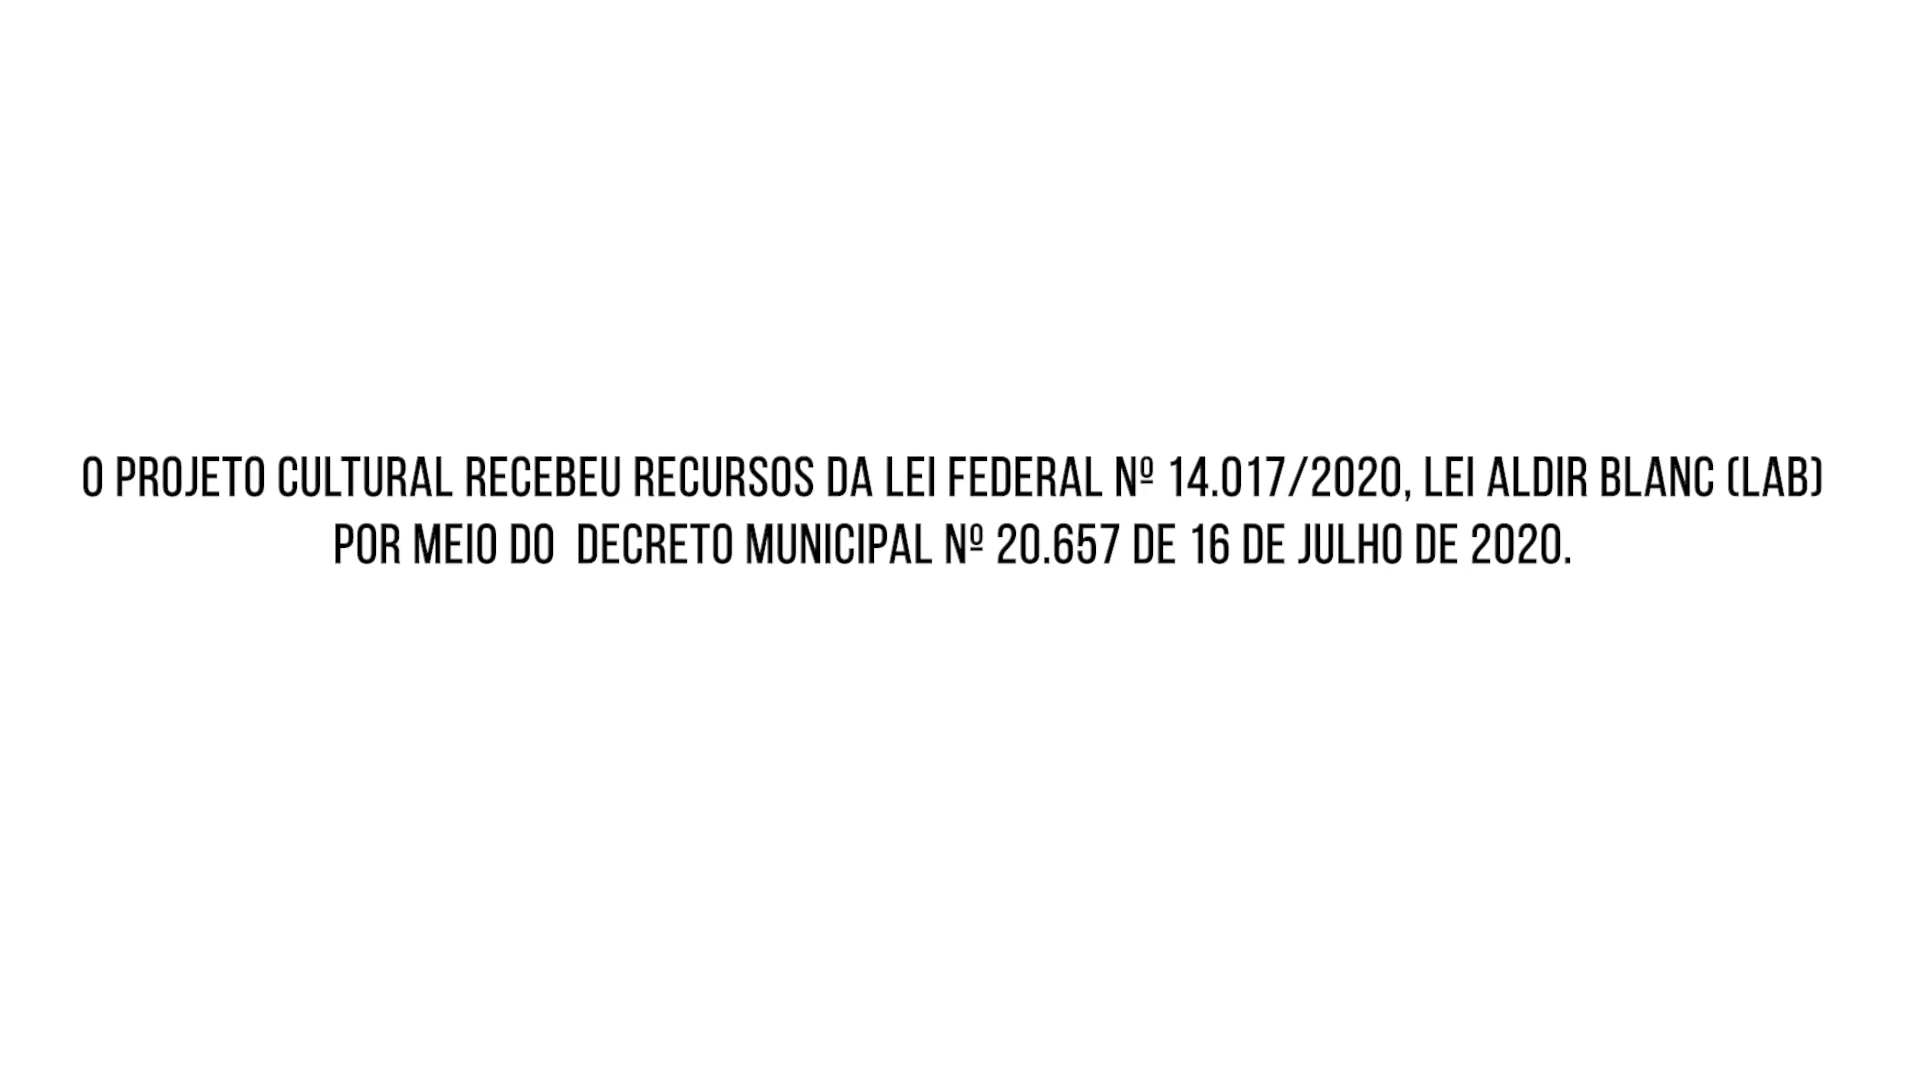 O PROJETO CULTURAL RECEBEU RECURSOS DA LEI FEDERAL Nº 14.017/2020, LEI ALDIR BLANC (LAB)
POR MEIO DO  DECRETO MUNICIPAL Nº 20.657 DE 16 DE JULHO DE 2020.